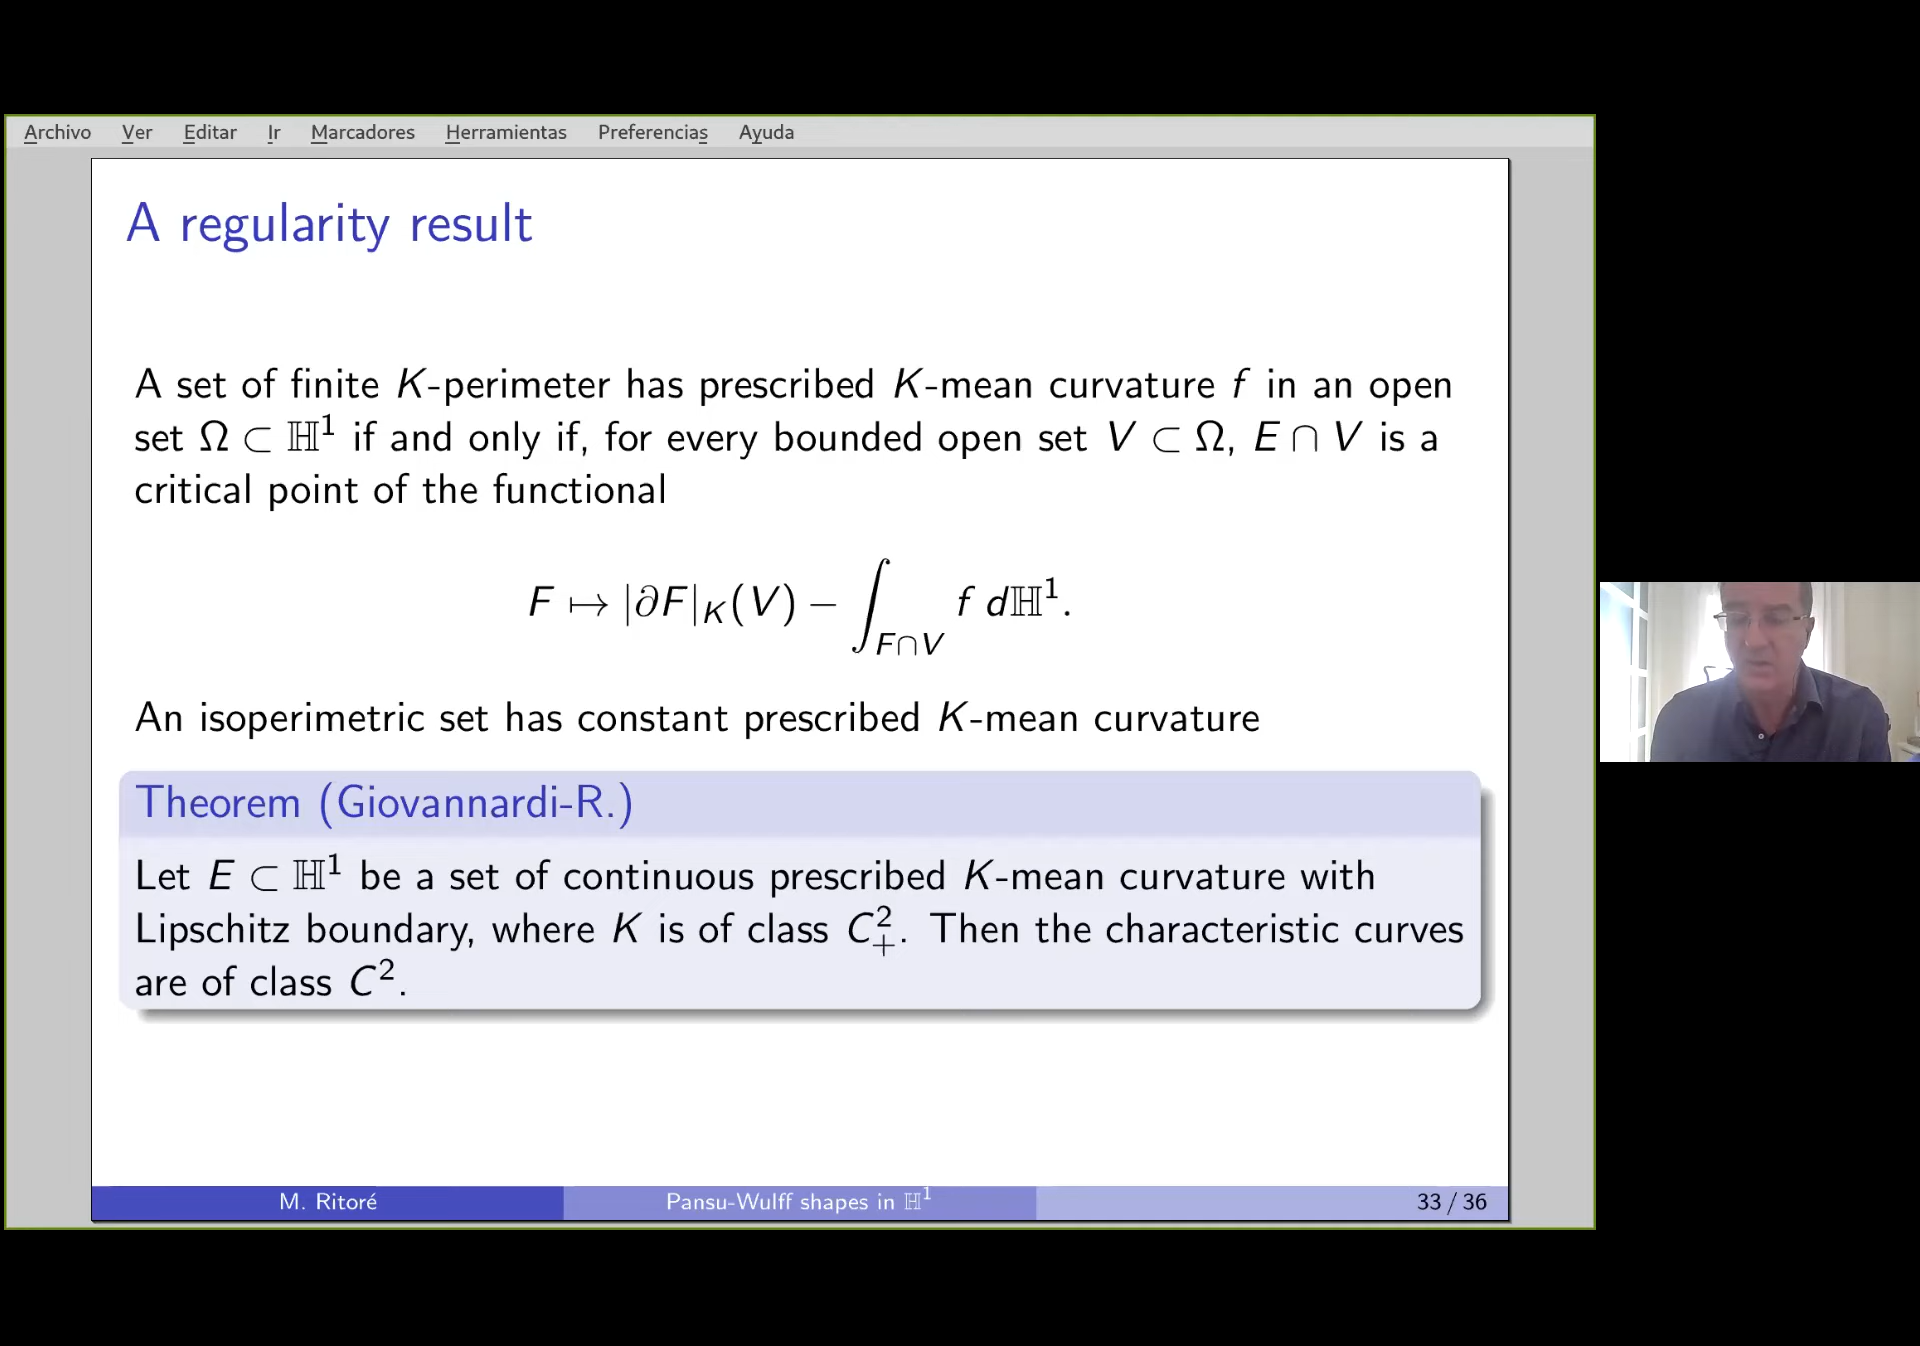 Archivo Ver Editar Ir Marcadores Herramientas Preferencias Ayuda
A regularity result
A set of finite K-perimeter has prescribed K-mean curvature f in an open
set Ω ⊂ ℍ¹ if and only if, for every bounded open set V ⊂ Ω, E ∩ V is a
critical point of the functional
F ↦ |∂F|_K(V) − ∫_{F∩V} f dℍ¹.
An isoperimetric set has constant prescribed K-mean curvature
Theorem (Giovannardi-R.)
Let E ⊂ ℍ¹ be a set of continuous prescribed K-mean curvature with
Lipschitz boundary, where K is of class C²₊. Then the characteristic curves
are of class C².
M. Ritoré Pansu-Wulff shapes in ℍ¹ 33 / 36